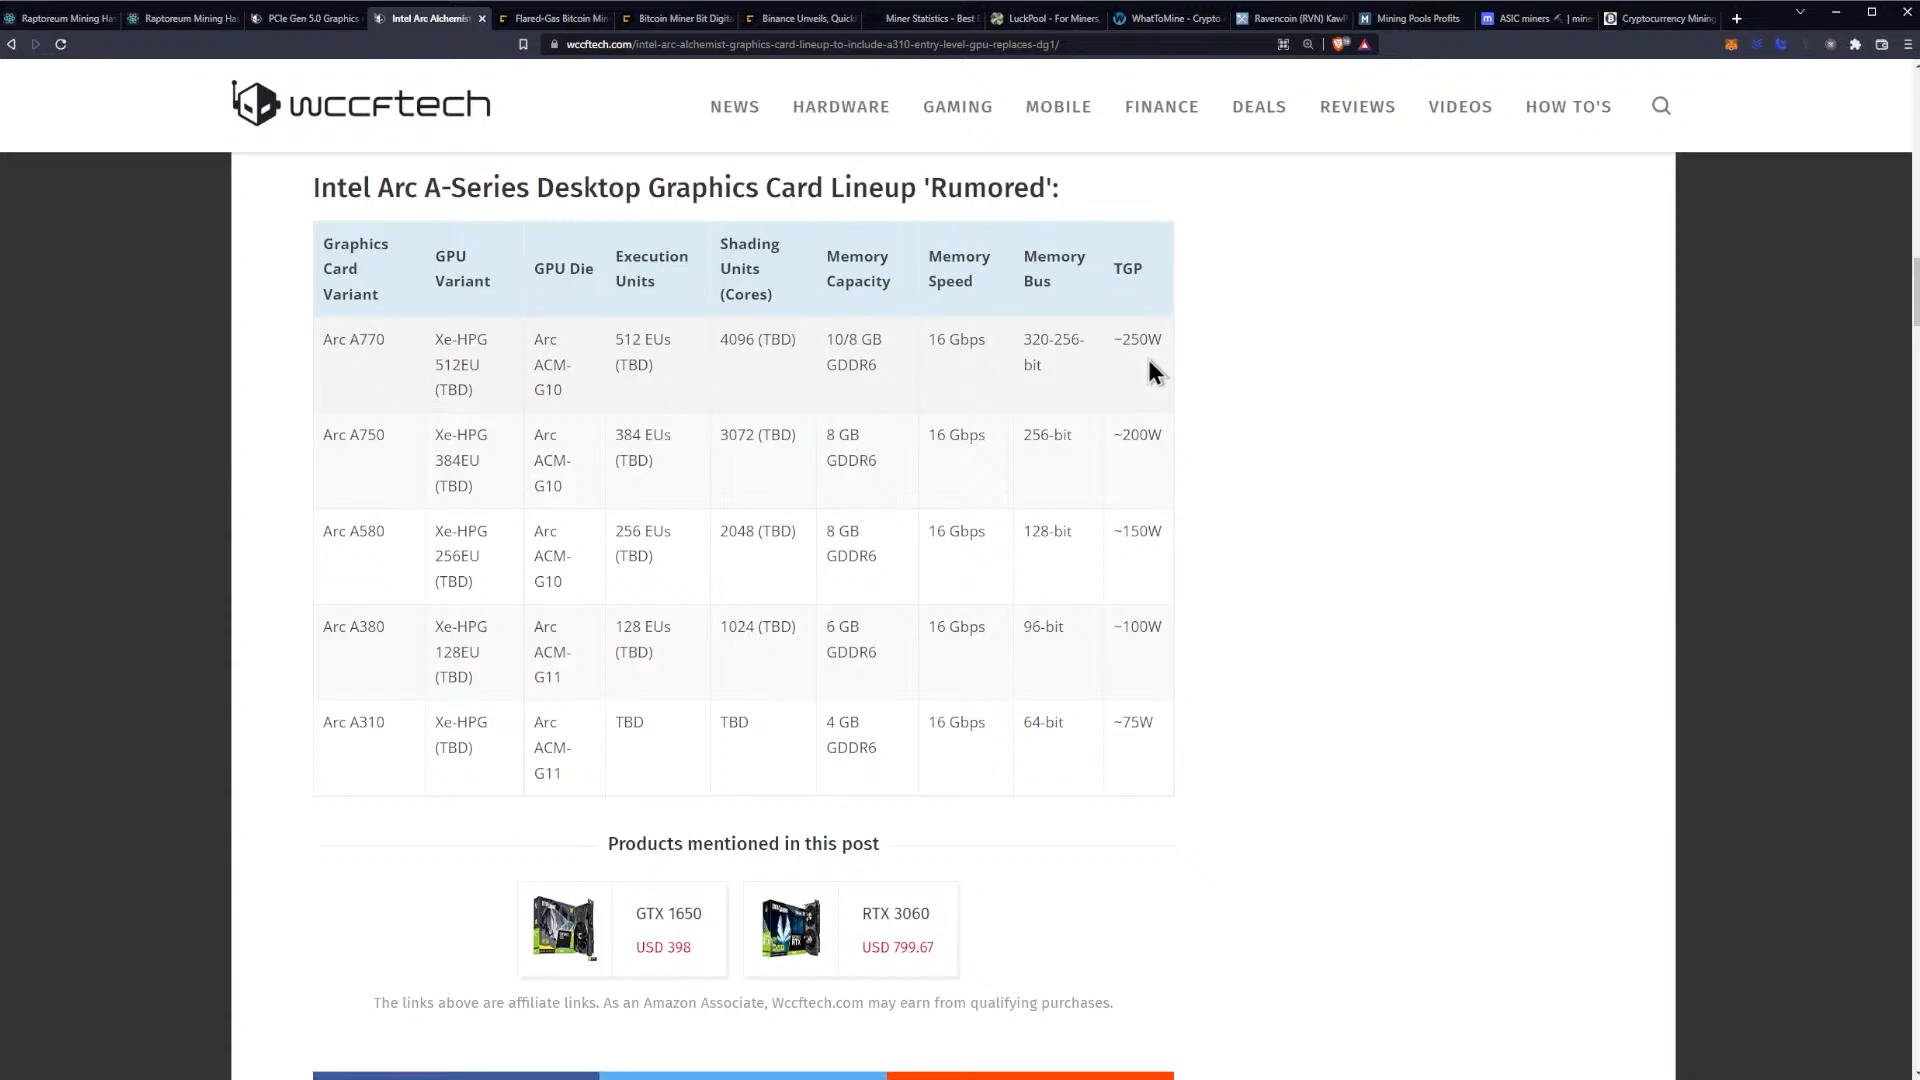 Raptoreum Mining Ha
Raptoreum Mining Ha
PCIe Gen 5.0 Graphics
Intel Arc Alchemist
Flared-Gas Bitcoin Min
Bitcoin Miner Bit Digita
Binance Unveils, Quickl
Miner Statistics - Best
LuckPool - For Miners,
WhatToMine - Crypto
Ravencoin (RVN) KawP
Mining Pools Profits
ASIC miners
mine
Cryptocurrency Mining
wccftech.com/intel-arc-alchemist-graphics-card-lineup-to-include-a310-entry-level-gpu-replaces-dg1/
wccftech
NEWS HARDWARE GAMING MOBILE FINANCE DEALS REVIEWS VIDEOS HOW TO'S
Intel Arc A-Series Desktop Graphics Card Lineup 'Rumored':
Graphics
Card
Variant
GPU
Variant
GPU Die
Execution
Units
Shading
Units
(Cores)
Memory
Capacity
Memory
Speed
Memory
Bus
TGP
Arc A770
Xe-HPG
512EU
(TBD)
Arc
ACM-
G10
512 EUs
(TBD)
4096 (TBD)
10/8 GB
GDDR6
16 Gbps
320-256-
bit
~250W
Arc A750
Xe-HPG
384EU
(TBD)
Arc
ACM-
G10
384 EUs
(TBD)
3072 (TBD)
8 GB
GDDR6
16 Gbps
256-bit
~200W
Arc A580
Xe-HPG
256EU
(TBD)
Arc
ACM-
G10
256 EUs
(TBD)
2048 (TBD)
8 GB
GDDR6
16 Gbps
128-bit
~150W
Arc A380
Xe-HPG
128EU
(TBD)
Arc
ACM-
G11
128 EUs
(TBD)
1024 (TBD)
6 GB
GDDR6
16 Gbps
96-bit
~100W
Arc A310
Xe-HPG
(TBD)
Arc
ACM-
G11
TBD
TBD
4 GB
GDDR6
16 Gbps
64-bit
~75W
Products mentioned in this post
GTX 1650
USD 398
RTX 3060
USD 799.67
The links above are affiliate links. As an Amazon Associate, Wccftech.com may earn from qualifying purchases.